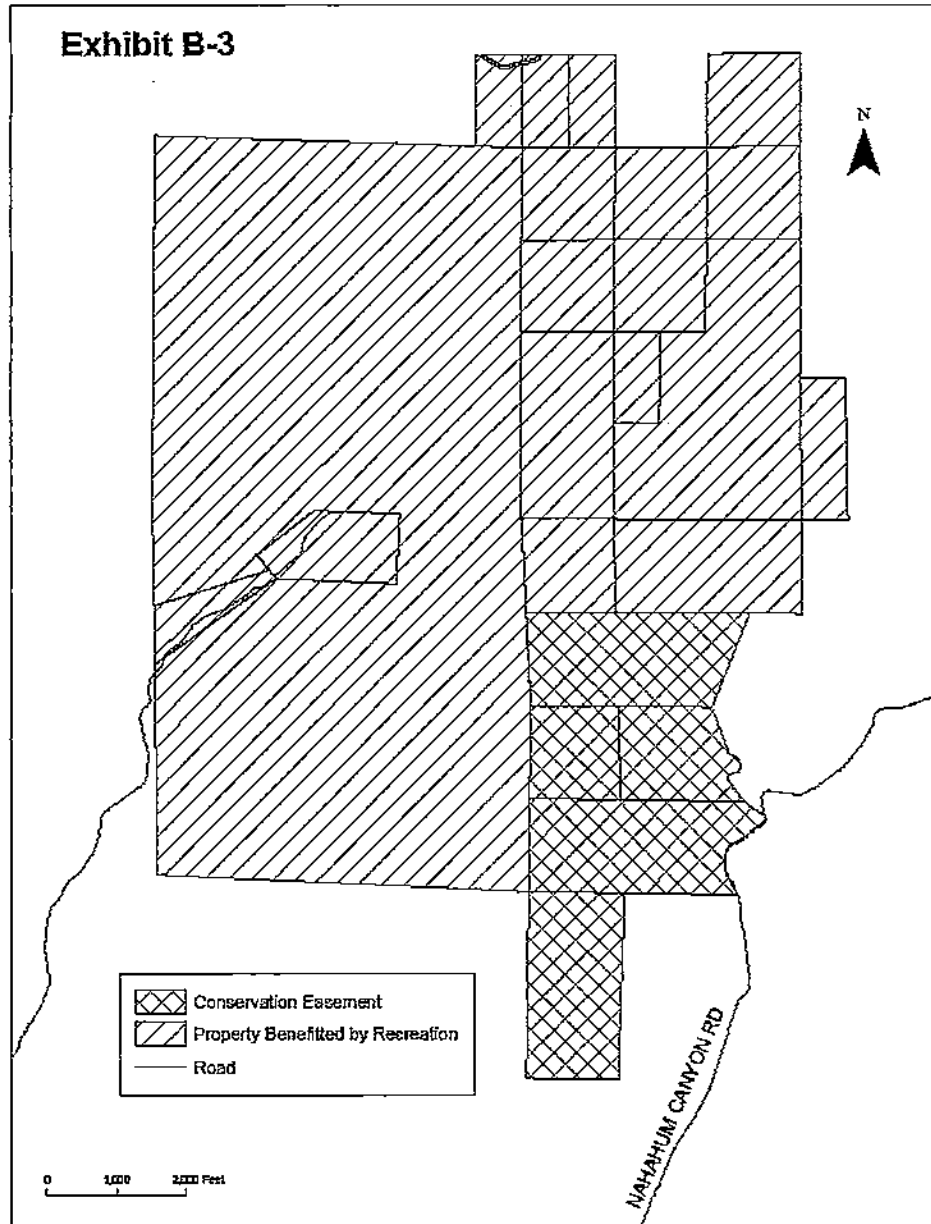 Exhibit B-3
N
Conservation Easement
Property Benefitted by Recreation
Road
0 1,000 2,000 Feet
NAHAHUM CANYON RD